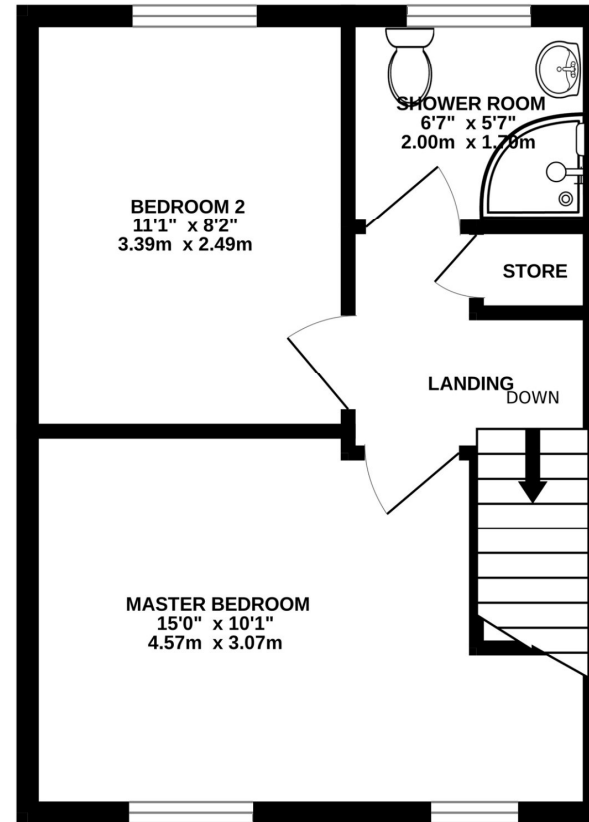 SHOWER ROOM
6'7" x 5'7"
2.00m x 1.70m
BEDROOM 2
11'1" x 8'2"
3.39m x 2.49m
STORE
LANDING
DOWN
MASTER BEDROOM
15'0" x 10'1"
4.57m x 3.07m